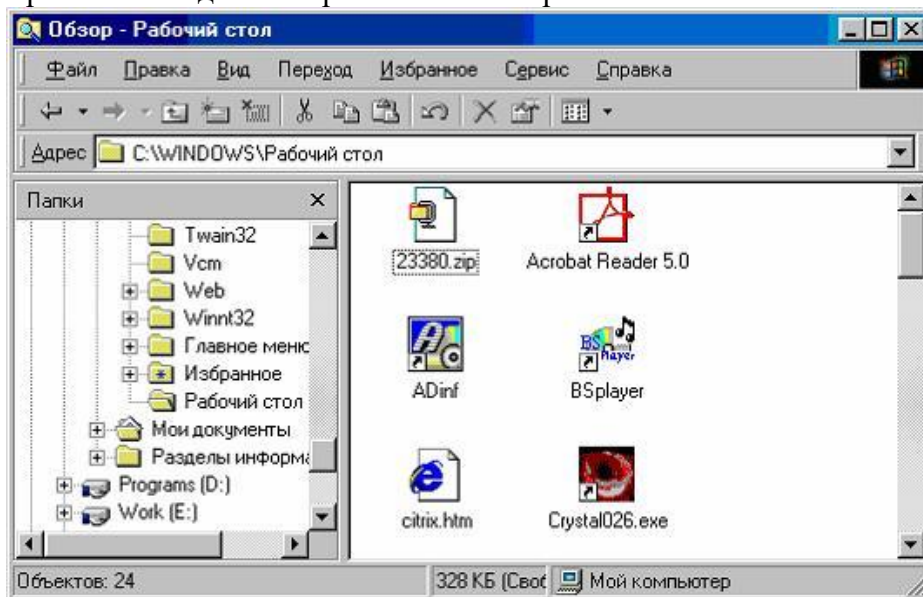 Обзор - Рабочий стол
Файл Правка Вид Переход Избранное Сервис Справка
Адрес C:\WINDOWS\Рабочий стол
Папки
Twain32
Vcm
Web
Winnt32
Главное меню
Избранное
Рабочий стол
Мои документы
Разделы информа
Programs (D:)
Work (E:)
23380.zip Acrobat Reader 5.0
ADinf BSplayer
citrix.htm Crystal026.exe
Объектов: 24 328 КБ (Своб Мой компьютер